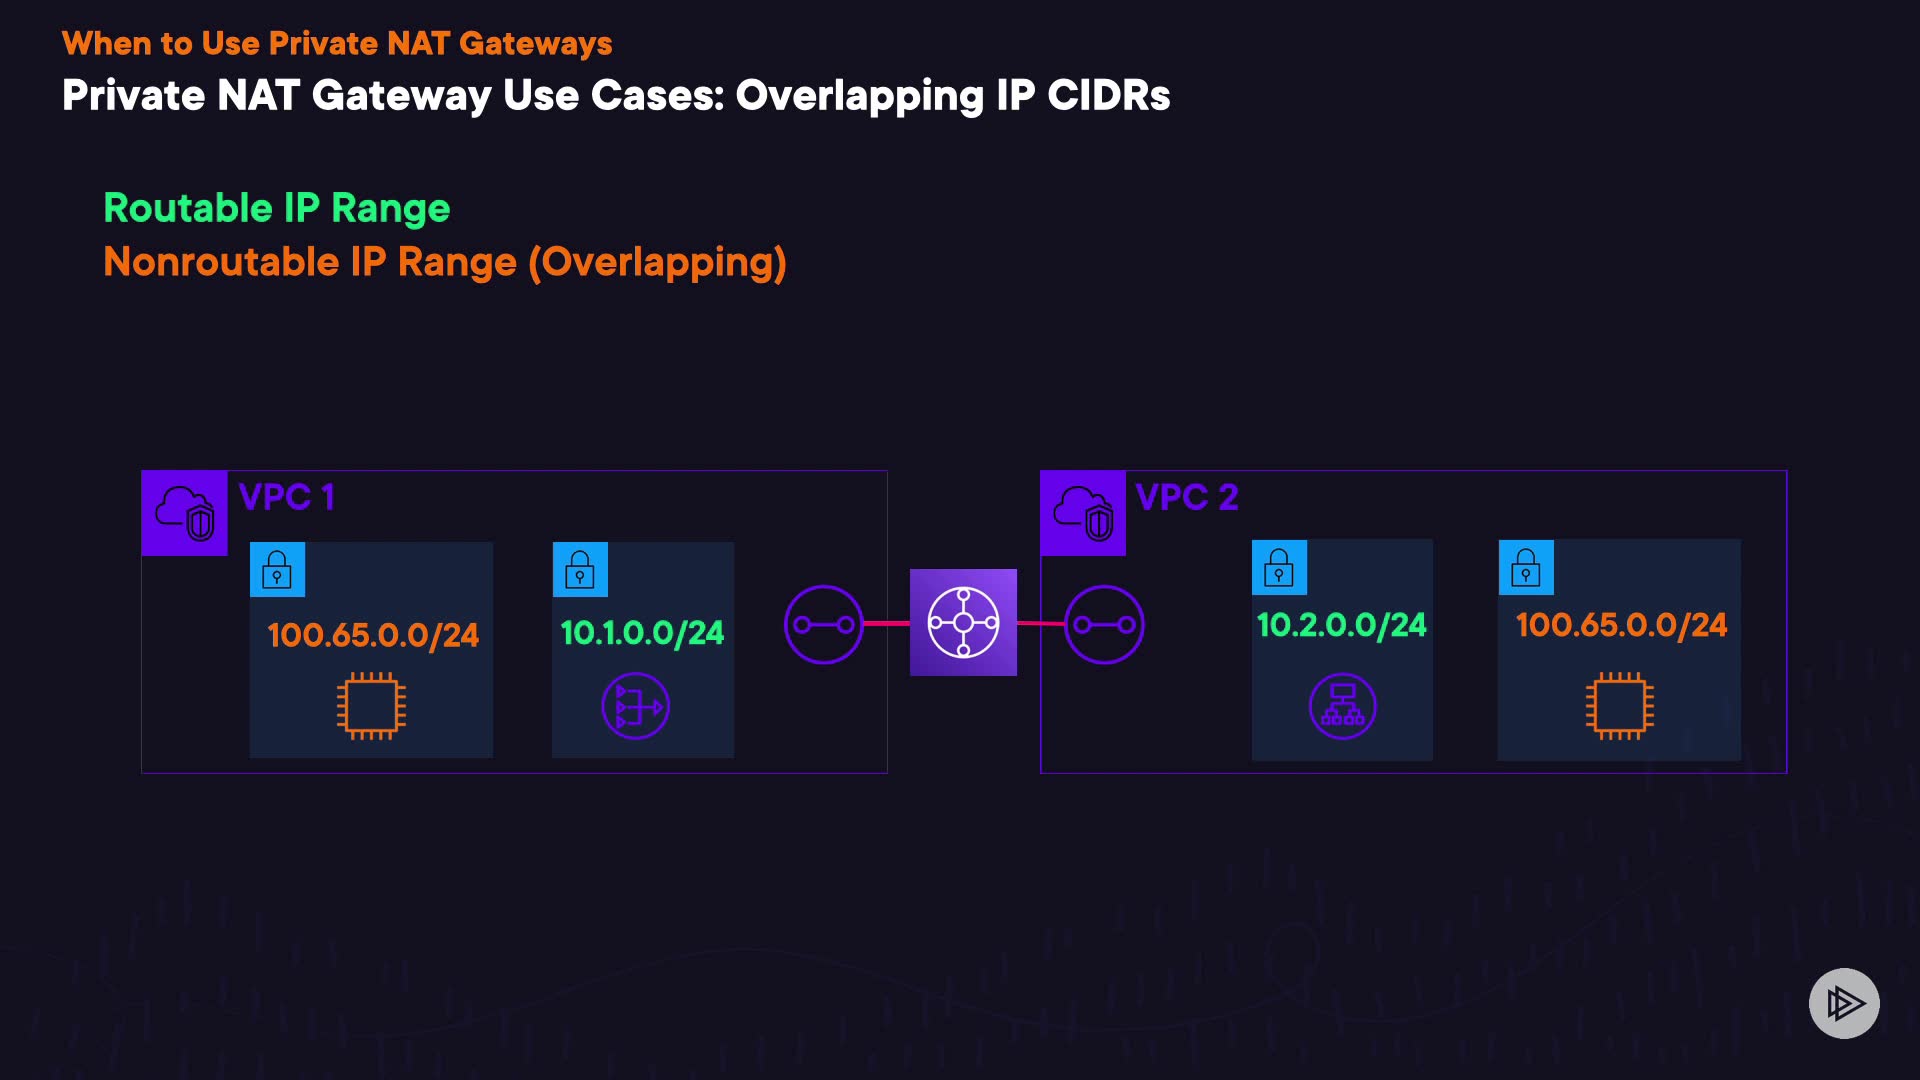 When to Use Private NAT Gateways
Private NAT Gateway Use Cases: Overlapping IP CIDRs
Routable IP Range
Nonroutable IP Range (Overlapping)
VPC 1
100.65.0.0/24
10.1.0.0/24
VPC 2
10.2.0.0/24
100.65.0.0/24